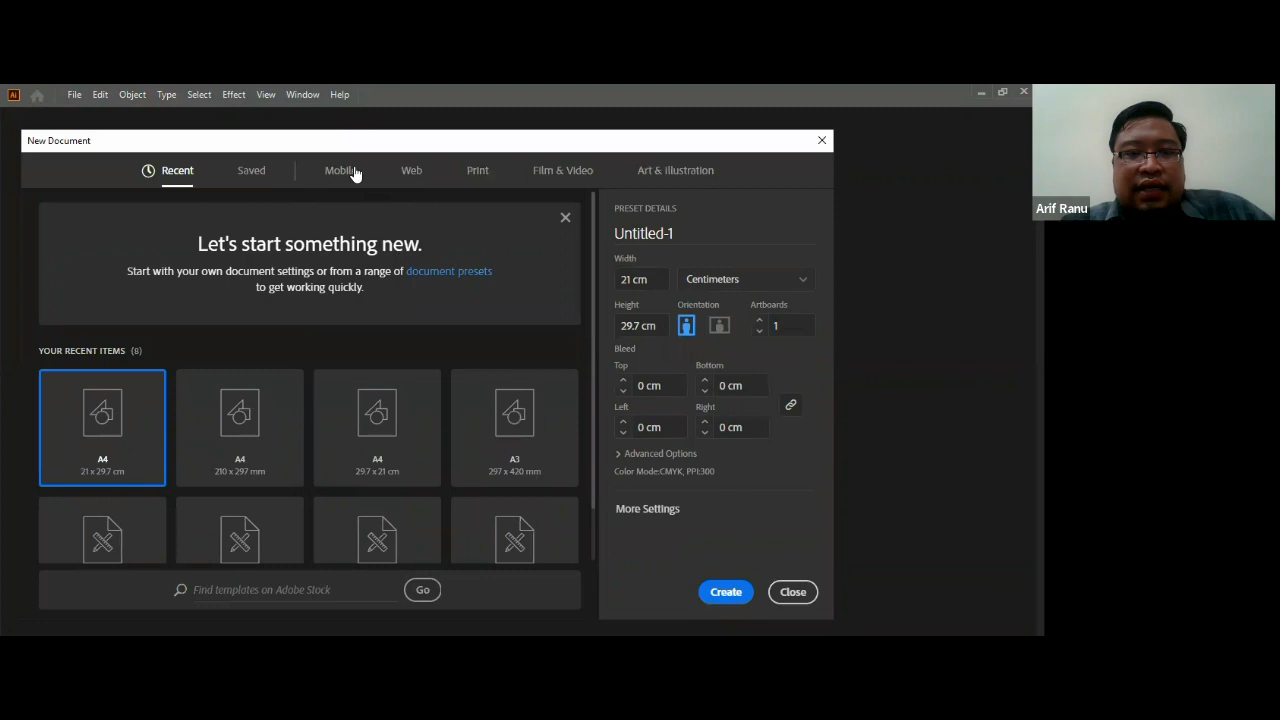 Ai
File Edit Object Type Select Effect View Window Help
New Document
Recent Saved Mobile Web Print Film & Video Art & Illustration
Let's start something new.
Start with your own document settings or from a range of document presets
to get working quickly.
YOUR RECENT ITEMS (8)
A4
21 x 29.7 cm
A4
210 x 297 mm
A4
29.7 x 21 cm
A3
297 x 420 mm
Find templates on Adobe Stock
Go
PRESET DETAILS
Untitled-1
Width
21 cm Centimeters
Height Orientation Artboards
29.7 cm 1
Bleed
Top Bottom
0 cm 0 cm
Left Right
0 cm 0 cm
Advanced Options
Color Mode:CMYK, PPI:300
More Settings
Create Close
Arif Ranu